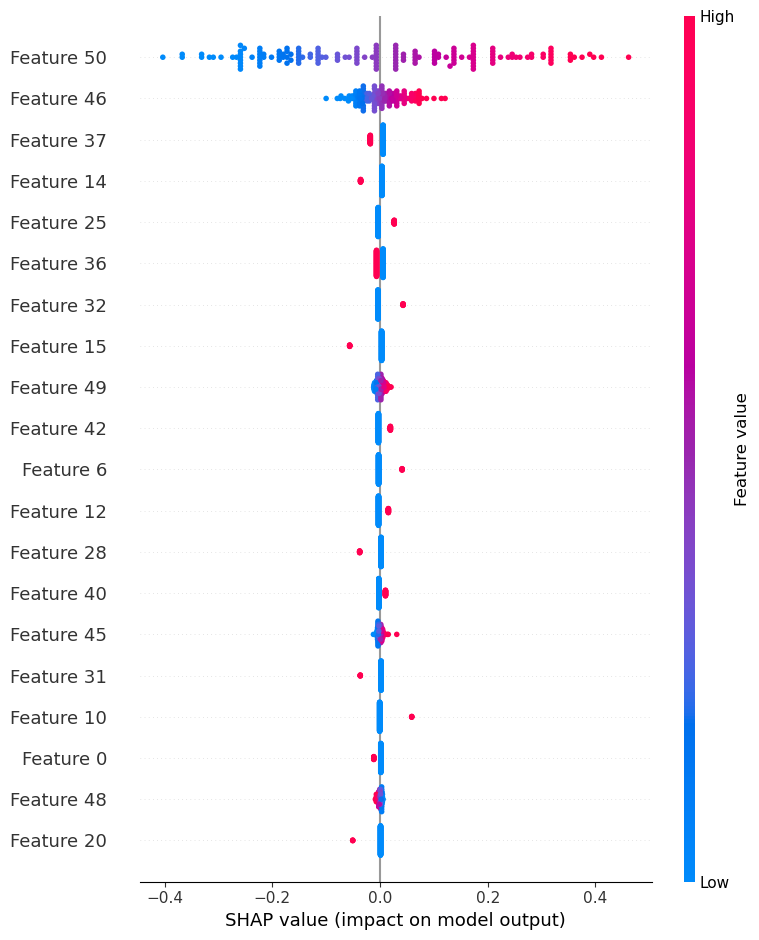 High
Feature 50
Feature 46
Feature 37
Feature 14
Feature 25
Feature 36
Feature 32
Feature 15
Feature 49
Feature 42
Feature 6
Feature 12
Feature 28
Feature 40
Feature 45
Feature 31
Feature 10
Feature 0
Feature 48
Feature 20
Feature value
Low
−0.4 −0.2 0.0 0.2 0.4
SHAP value (impact on model output)